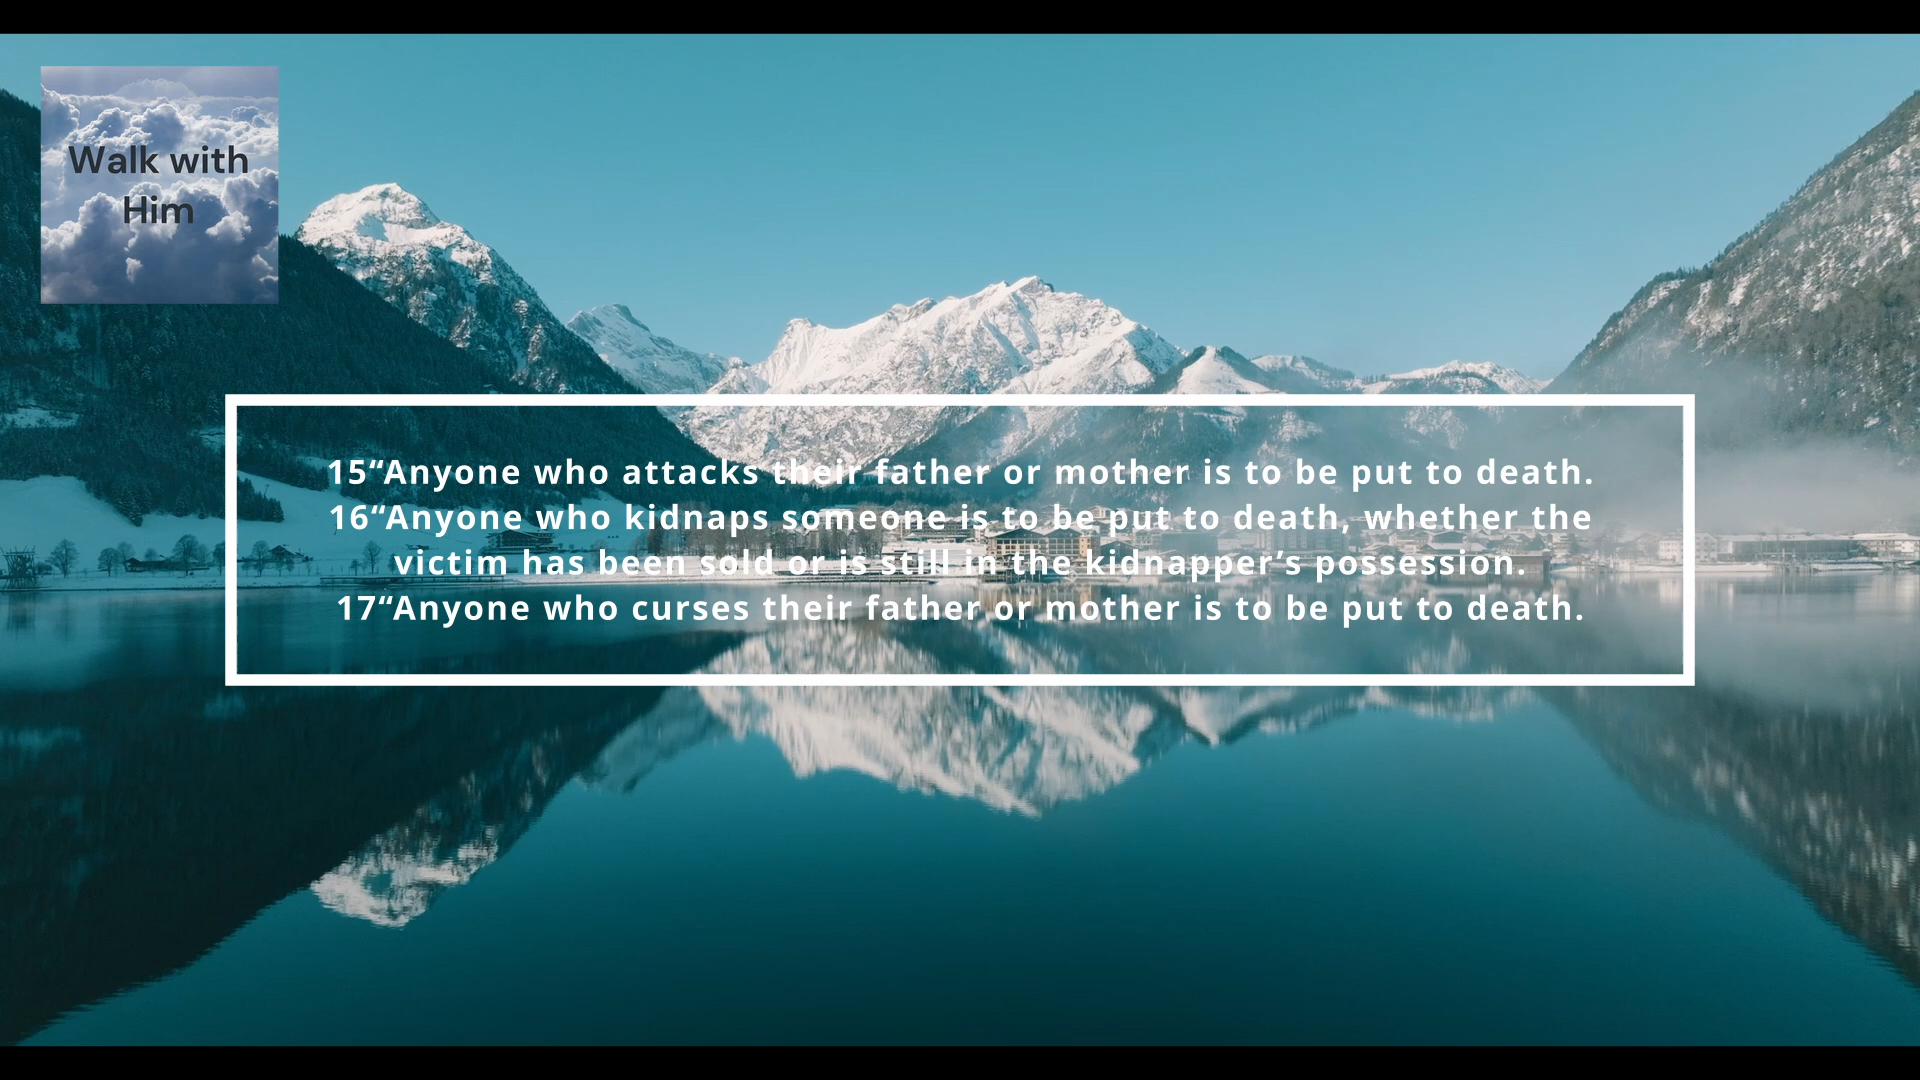 Walk with
Him
15“Anyone who attacks their father or mother is to be put to death.
16“Anyone who kidnaps someone is to be put to death, whether the
victim has been sold or is still in the kidnapper’s possession.
17“Anyone who curses their father or mother is to be put to death.